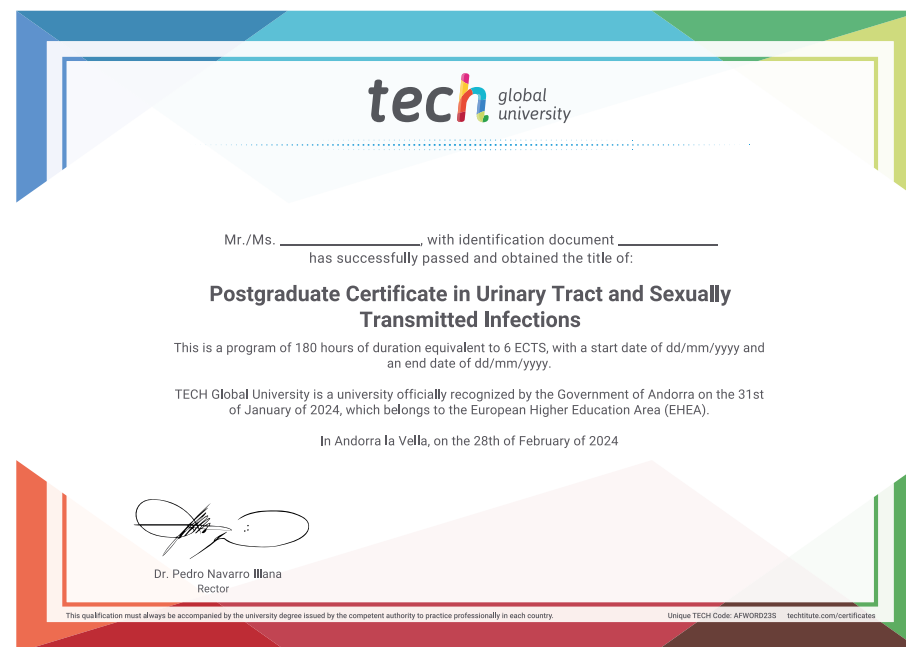 tech global
university
Mr./Ms. ____________, with identification document ____________
has successfully passed and obtained the title of:
Postgraduate Certificate in Urinary Tract and Sexually
Transmitted Infections
This is a program of 180 hours of duration equivalent to 6 ECTS, with a start date of dd/mm/yyyy and
an end date of dd/mm/yyyy.
TECH Global University is a university officially recognized by the Government of Andorra on the 31st
of January of 2024, which belongs to the European Higher Education Area (EHEA).
In Andorra la Vella, on the 28th of February of 2024
Dr. Pedro Navarro Illana
Rector
This qualification must always be accompanied by the university degree issued by the competent authority to practice professionally in each country.
Unique TECH Code: AFWORD23S techtitute.com/certificates